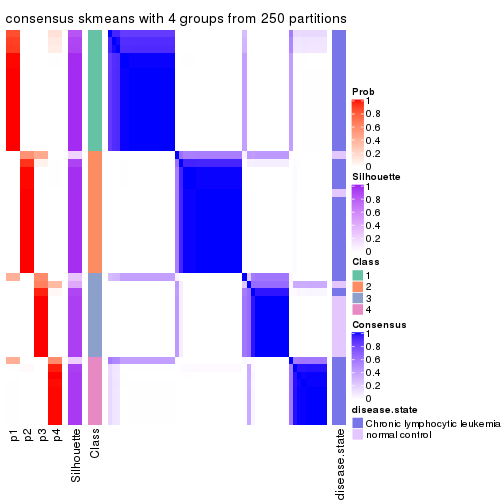 consensus skmeans with 4 groups from 250 partitions
Prob
1
0.8
0.6
0.4
0.2
0
Silhouette
1
0.8
0.6
0.4
0.2
0
Class
1
2
3
4
Consensus
1
0.8
0.6
0.4
0.2
0
disease.state
Chronic lymphocytic leukemia
normal control
p1
p2
p3
p4
Silhouette
Class
disease.state